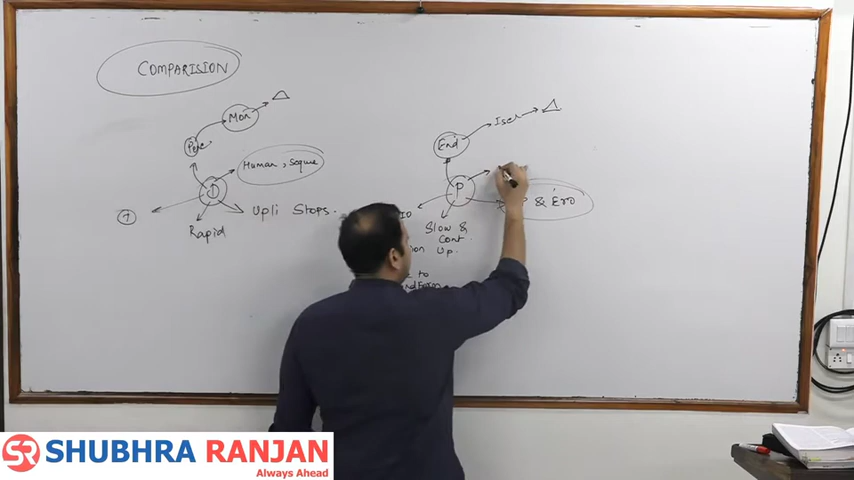 COMPARISION
Mon
Pene.
D
Human, Seque
Upli Stops.
Rapid
7
End
Isen
P
& Ero
Slow &
Cont.
Up.
SR SHUBHRA RANJAN
Always Ahead